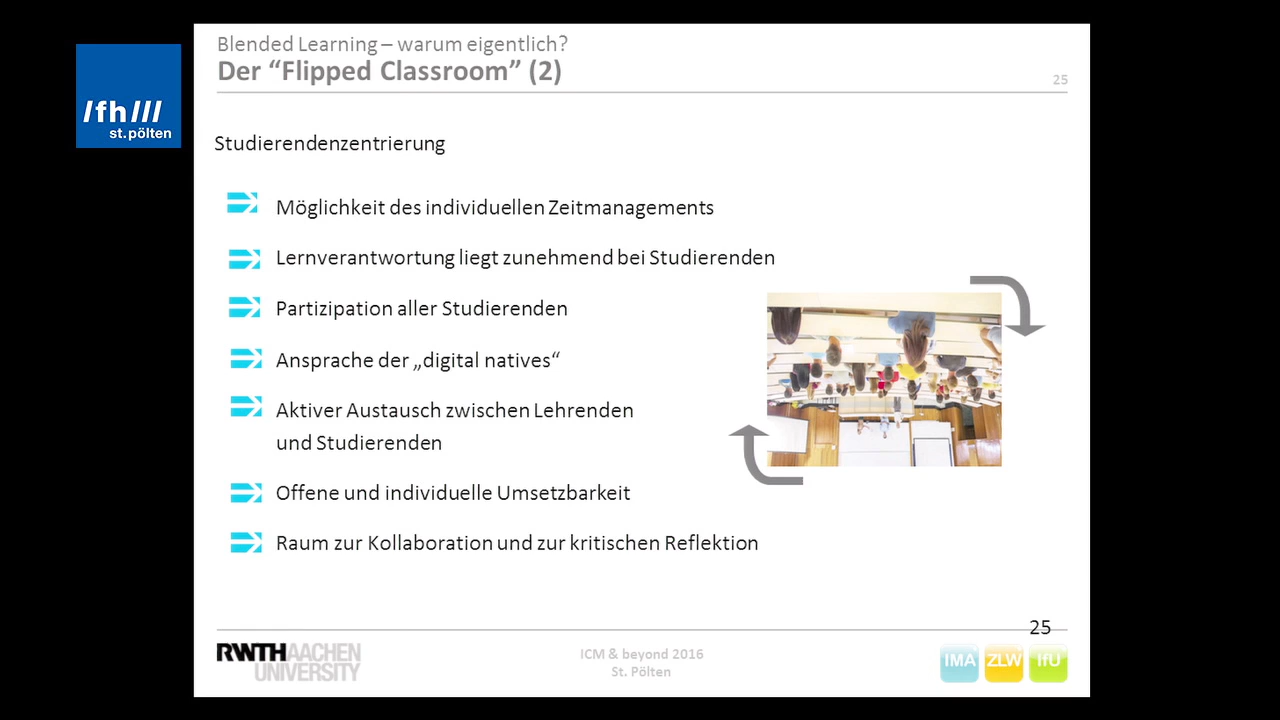 Blended Learning – warum eigentlich?
Der “Flipped Classroom” (2)
25
/fh///
st.pölten
Studierendenzentrierung
Möglichkeit des individuellen Zeitmanagements
Lernverantwortung liegt zunehmend bei Studierenden
Partizipation aller Studierenden
Ansprache der „digital natives“
Aktiver Austausch zwischen Lehrenden
und Studierenden
Offene und individuelle Umsetzbarkeit
Raum zur Kollaboration und zur kritischen Reflektion
25
RWTHAACHEN
UNIVERSITY
ICM & beyond 2016
St. Pölten
IMA ZLW IfU